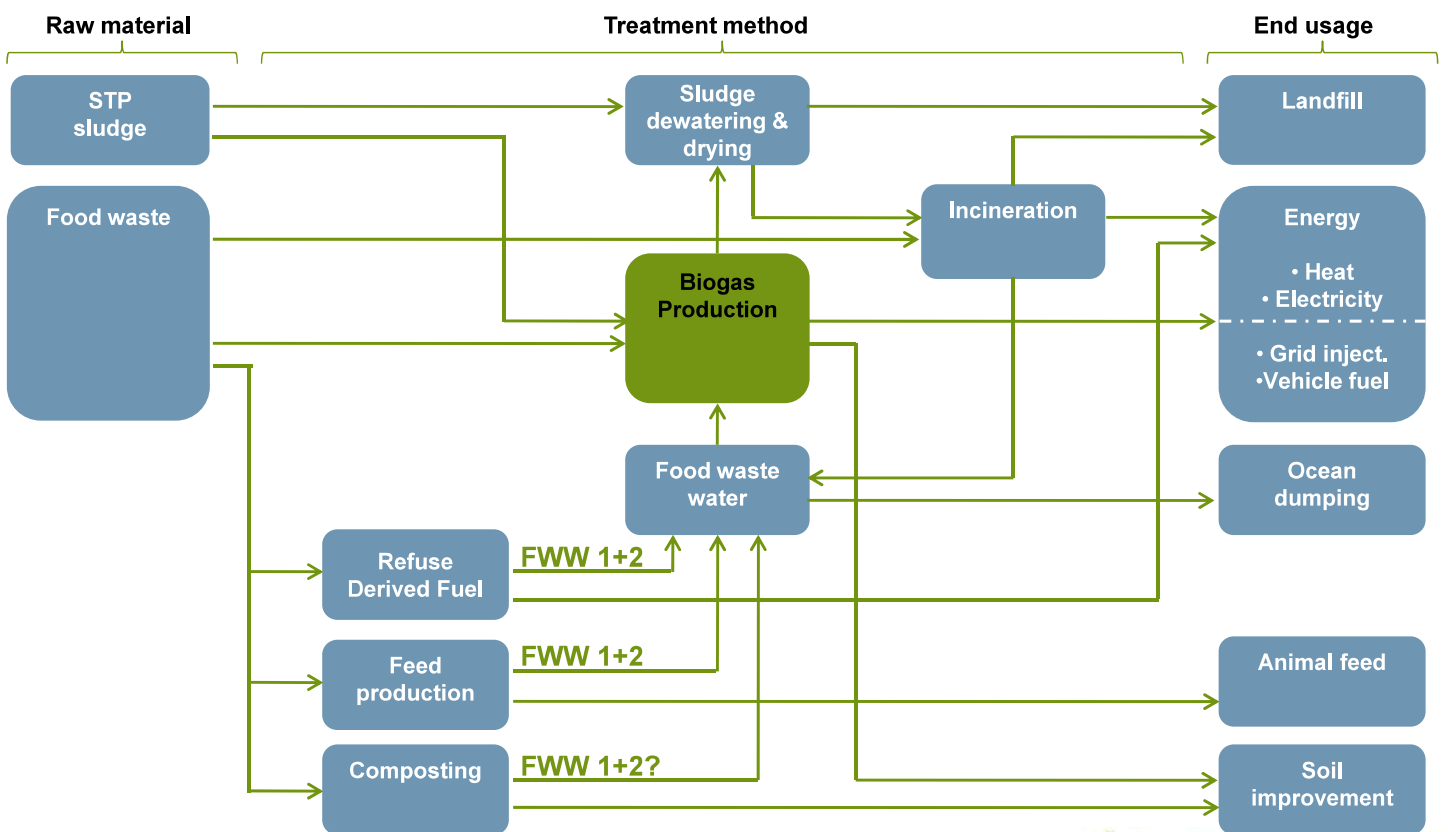 Raw material
Treatment method
End usage
STP
sludge
Sludge
dewatering &
drying
Landfill
Food waste
Incineration
Energy
• Heat
• Electricity
• Grid inject.
•Vehicle fuel
Biogas
Production
Food waste
water
Ocean
dumping
Refuse
Derived Fuel
FWW 1+2
Feed
production
FWW 1+2
Animal feed
Composting
FWW 1+2?
Soil
improvement